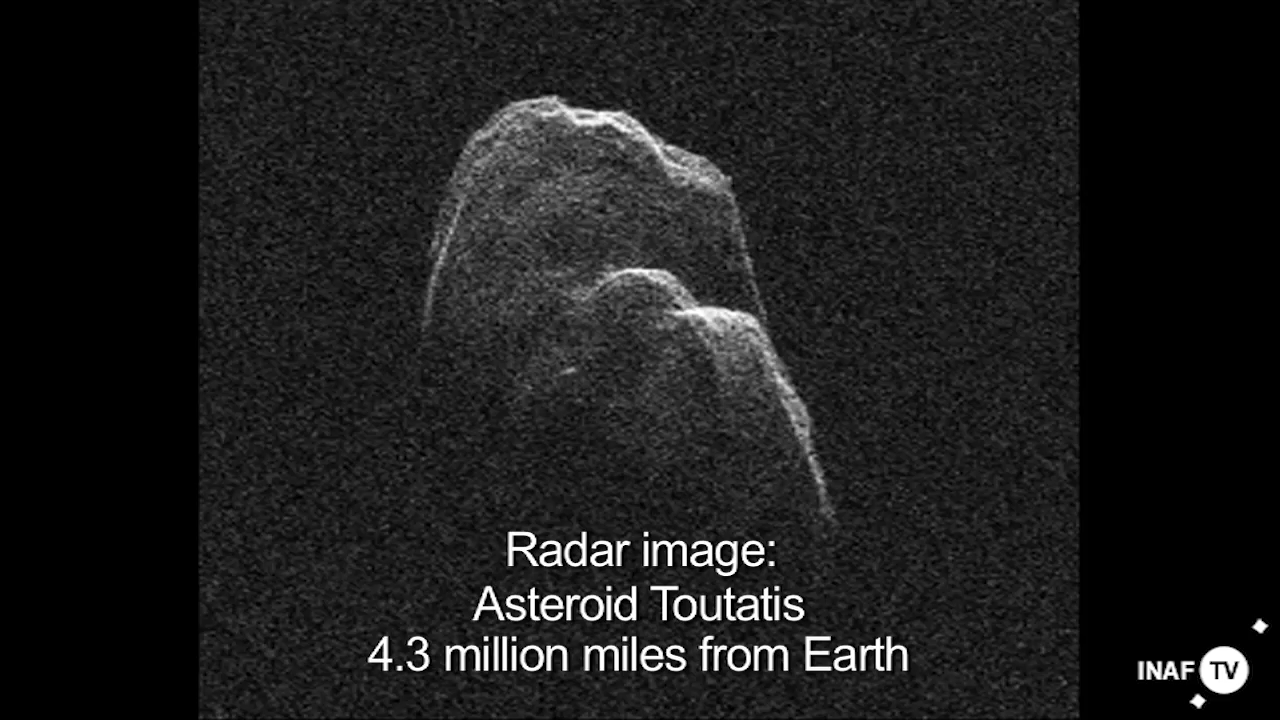 Radar image:
Asteroid Toutatis
4.3 million miles from Earth
INAF TV